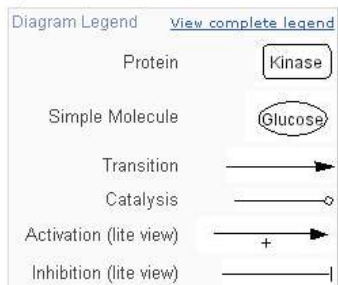 Diagram Legend View complete legend
Protein Kinase
Simple Molecule Glucose
Transition
Catalysis
Activation (lite view) +
Inhibition (lite view)